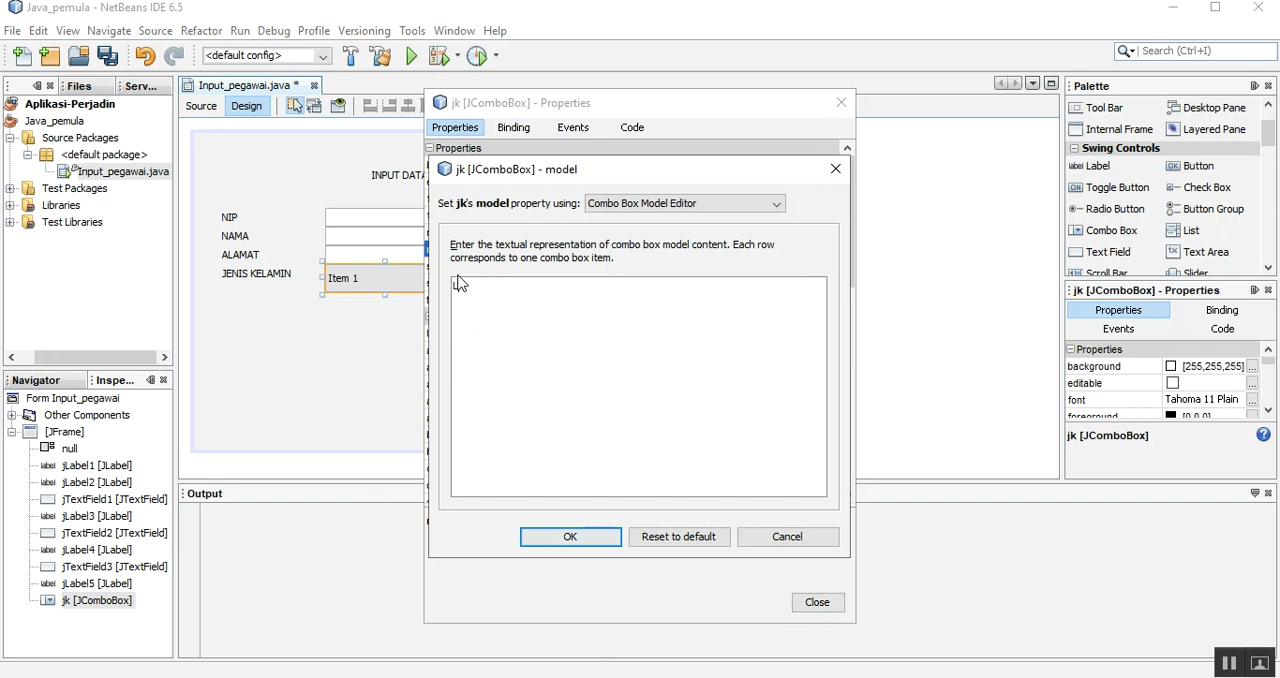 Java_pemula - NetBeans IDE 6.5
File Edit View Navigate Source Refactor Run Debug Profile Versioning Tools Window Help
<default config>
Search (Ctrl+I)
Files Serv...
Aplikasi-Perjadin
Java_pemula
Source Packages
<default package>
Input_pegawai.java
Test Packages
Libraries
Test Libraries
Navigator Inspe...
Form Input_pegawai
Other Components
[JFrame]
null
jLabel1 [JLabel]
jLabel2 [JLabel]
jTextField1 [JTextField]
jLabel3 [JLabel]
jTextField2 [JTextField]
jLabel4 [JLabel]
jTextField3 [JTextField]
jLabel5 [JLabel]
jk [JComboBox]
Input_pegawai.java *
Source Design
INPUT DATA
NIP
NAMA
ALAMAT
JENIS KELAMIN
Item 1
Output
jk [JComboBox] - Properties
Properties Binding Events Code
Properties
jk [JComboBox] - model
Set jk's model property using: Combo Box Model Editor
Enter the textual representation of combo box model content. Each row
corresponds to one combo box item.
OK Reset to default Cancel
Close
Palette
Tool Bar Desktop Pane
Internal Frame Layered Pane
Swing Controls
Label Button
Toggle Button Check Box
Radio Button Button Group
Combo Box List
Text Field Text Area
Scroll Bar Slider
jk [JComboBox] - Properties
Properties Binding
Events Code
Properties
background [255,255,255] ...
editable ...
font Tahoma 11 Plain ...
foreground [0,0,0]
jk [JComboBox]